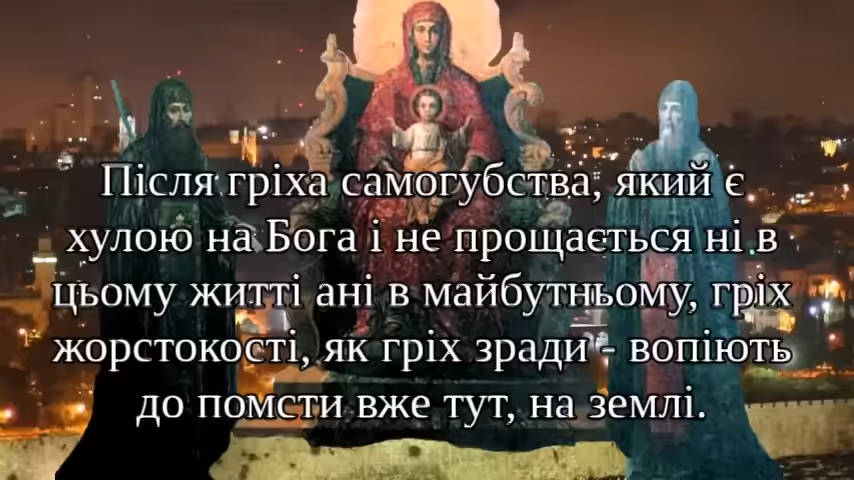 Після гріха самогубства, який є
хулою на Бога і не прощається ні в
цьому житті ані в майбутньому, гріх
жорстокості, як гріх зради - вопіють
до помсти вже тут, на землі.